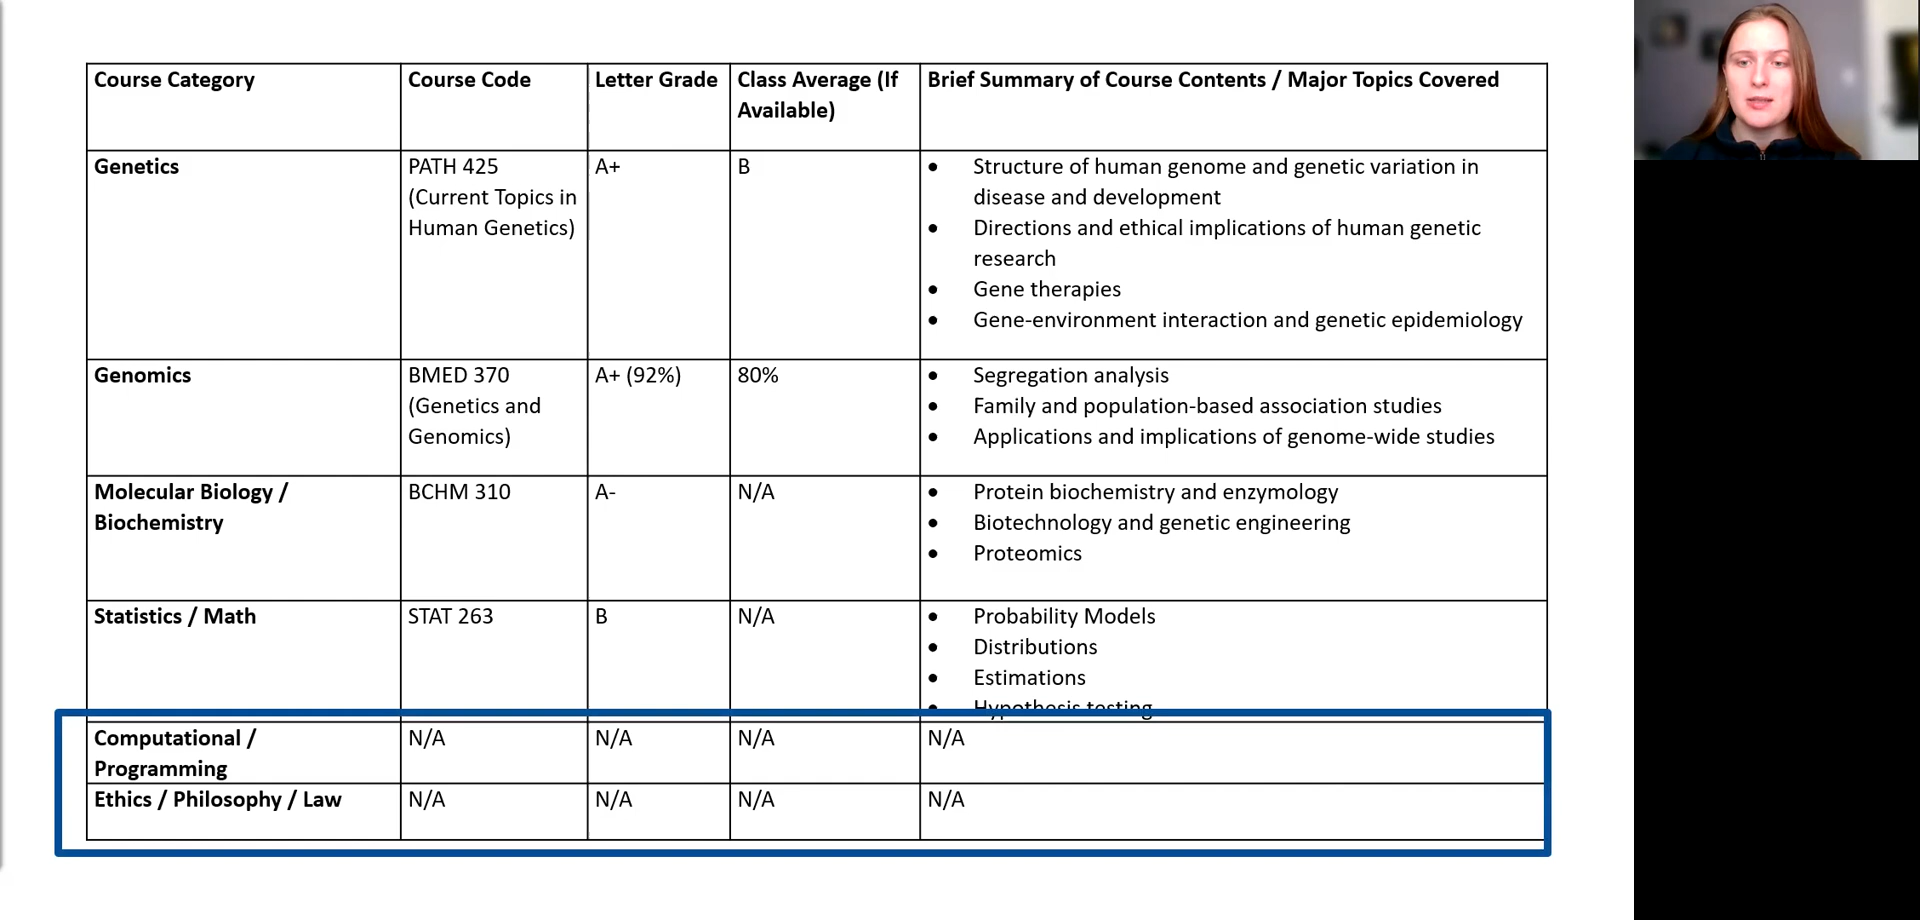 Course Category
Course Code
Letter Grade
Class Average (If
Available)
Brief Summary of Course Contents / Major Topics Covered
Genetics
PATH 425
(Current Topics in
Human Genetics)
A+
B
• Structure of human genome and genetic variation in
disease and development
• Directions and ethical implications of human genetic
research
• Gene therapies
• Gene-environment interaction and genetic epidemiology
Genomics
BMED 370
(Genetics and
Genomics)
A+ (92%)
80%
• Segregation analysis
• Family and population-based association studies
• Applications and implications of genome-wide studies
Molecular Biology /
Biochemistry
BCHM 310
A-
N/A
• Protein biochemistry and enzymology
• Biotechnology and genetic engineering
• Proteomics
Statistics / Math
STAT 263
B
N/A
• Probability Models
• Distributions
• Estimations
• Hypothesis testing
Computational /
Programming
N/A
N/A
N/A
N/A
Ethics / Philosophy / Law
N/A
N/A
N/A
N/A